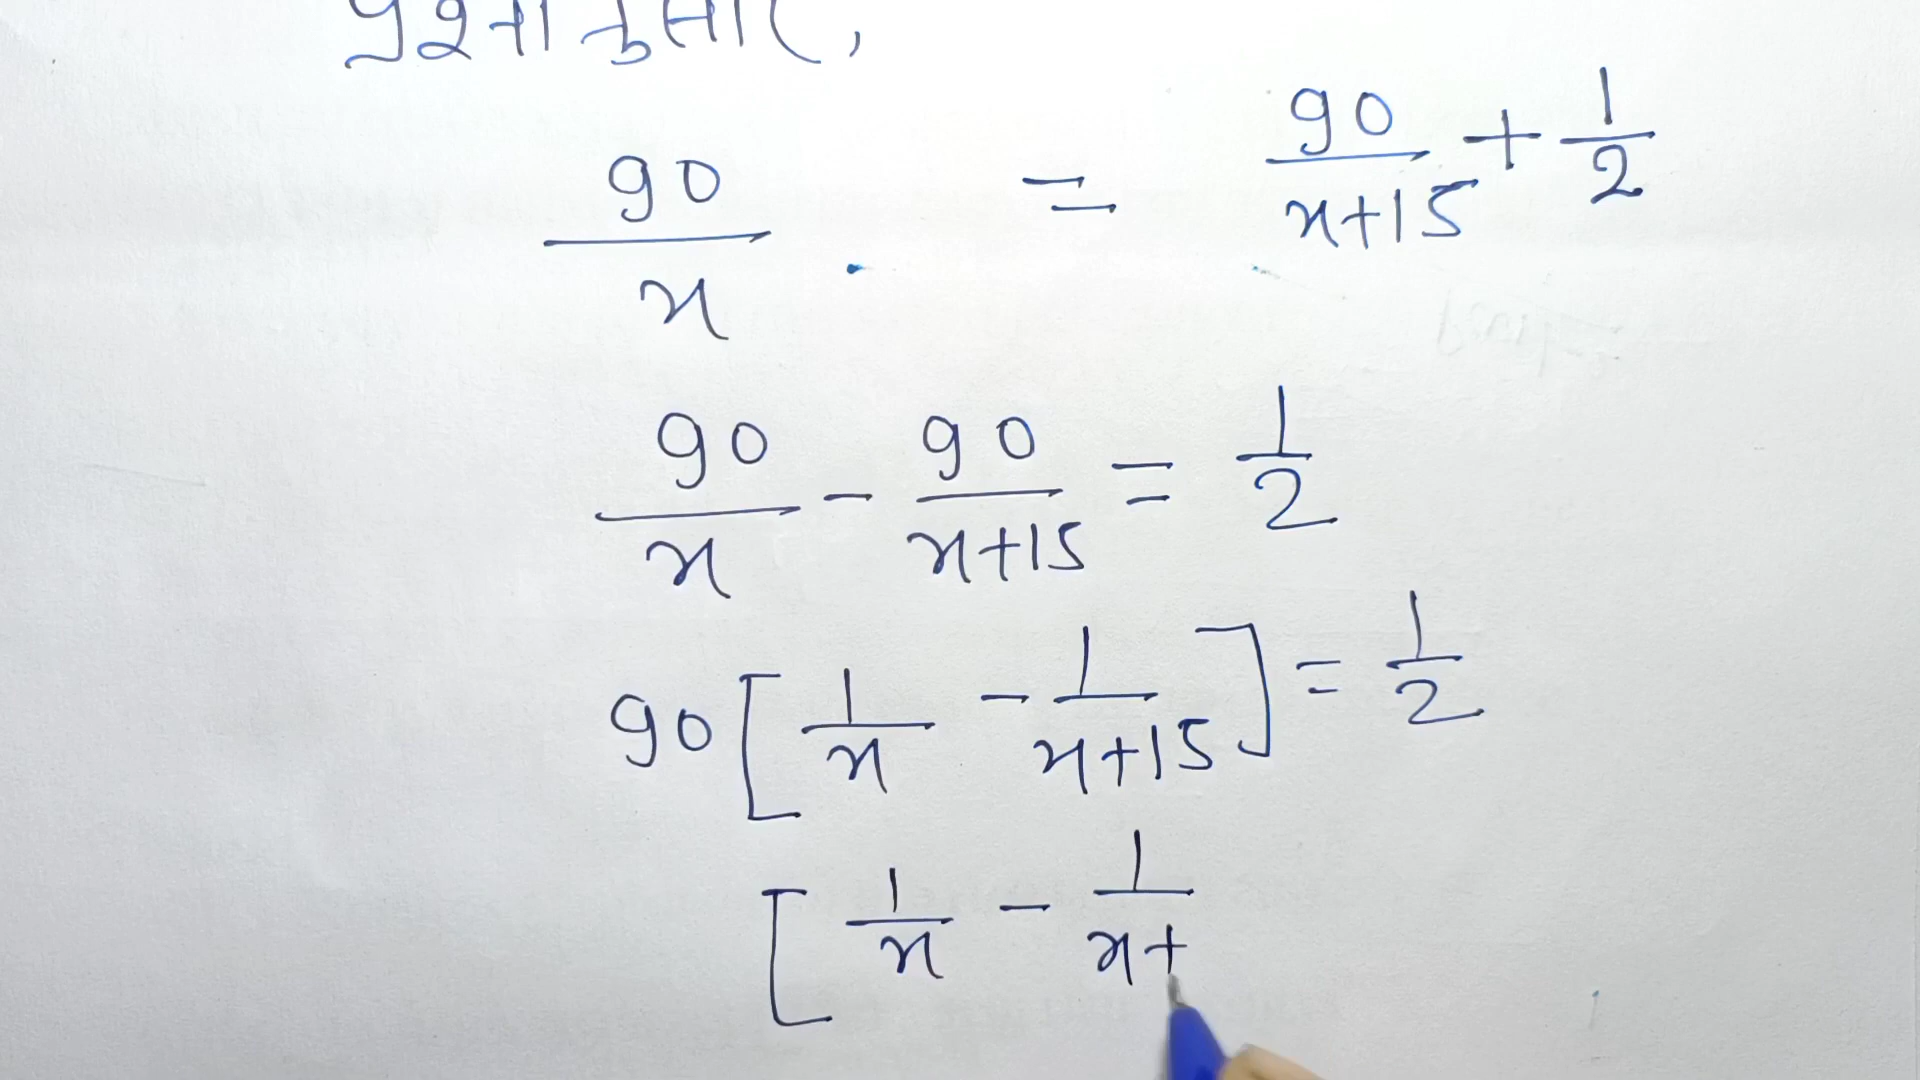 प्रश्नानुसार,
90/x = 90/x+15 + 1/2
90/x - 90/x+15 = 1/2
90[1/x - 1/x+15] = 1/2
[1/x - 1/x+